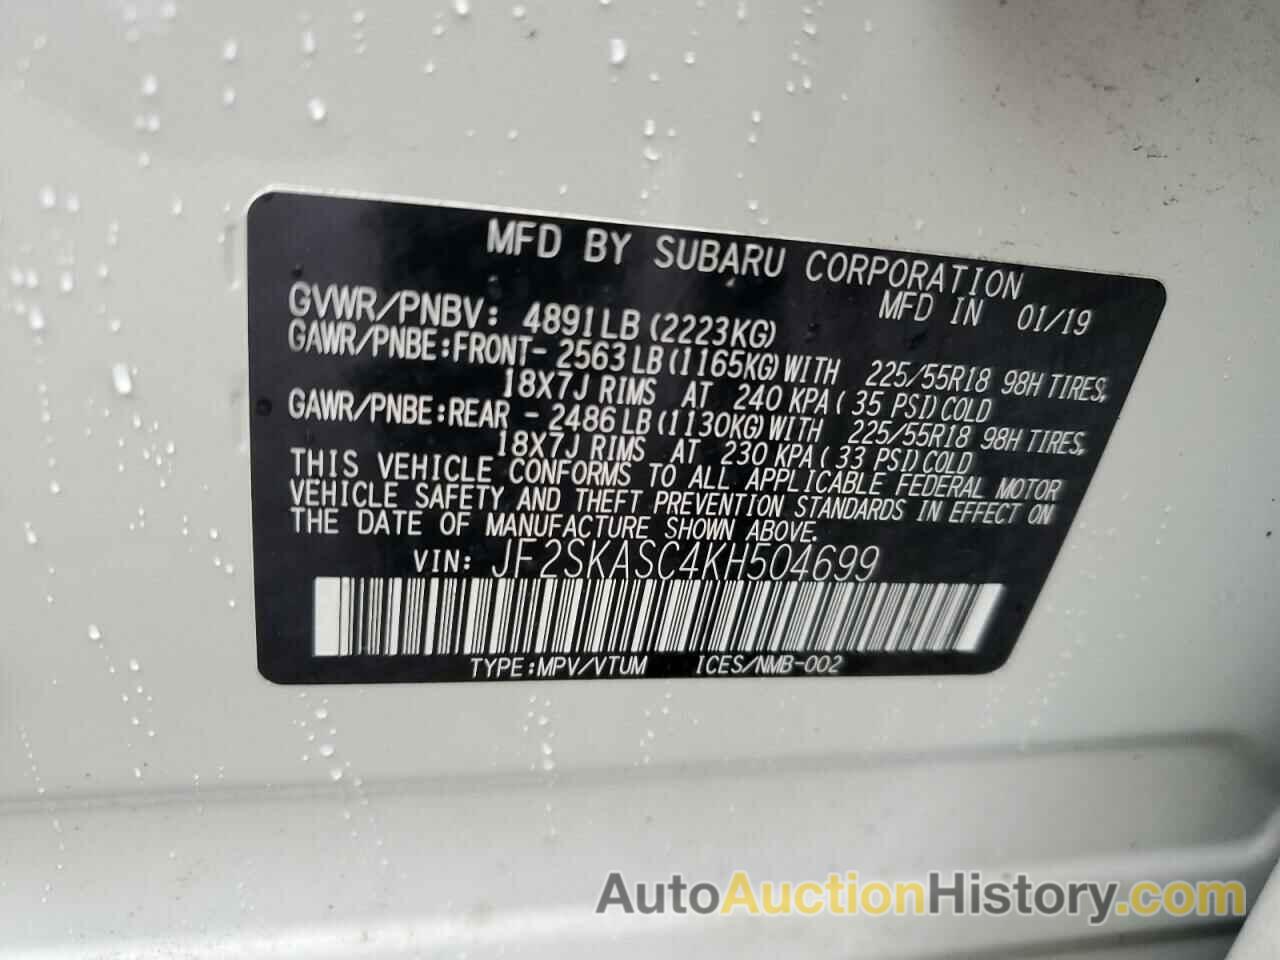 MFD BY SUBARU CORPORATION
MFD IN 01/19
GVWR/PNBV: 4891LB(2223KG)
GAWR/PNBE:FRONT- 2563LB(1165KG)WITH 225/55R18 98H TIRES,
18X7J RIMS AT 240 KPA( 35 PSI)COLD
GAWR/PNBE:REAR - 2486LB(1130KG)WITH 225/55R18 98H TIRES,
18X7J RIMS AT 230 KPA( 33 PSI)COLD
THIS VEHICLE CONFORMS TO ALL APPLICABLE FEDERAL MOTOR
VEHICLE SAFETY AND THEFT PREVENTION STANDARDS IN EFFECT ON
THE DATE OF MANUFACTURE SHOWN ABOVE.
VIN: JF2SKASC4KH504699
TYPE:MPV/VTUM ICES/NMB-002
AutoAuctionHistory.com